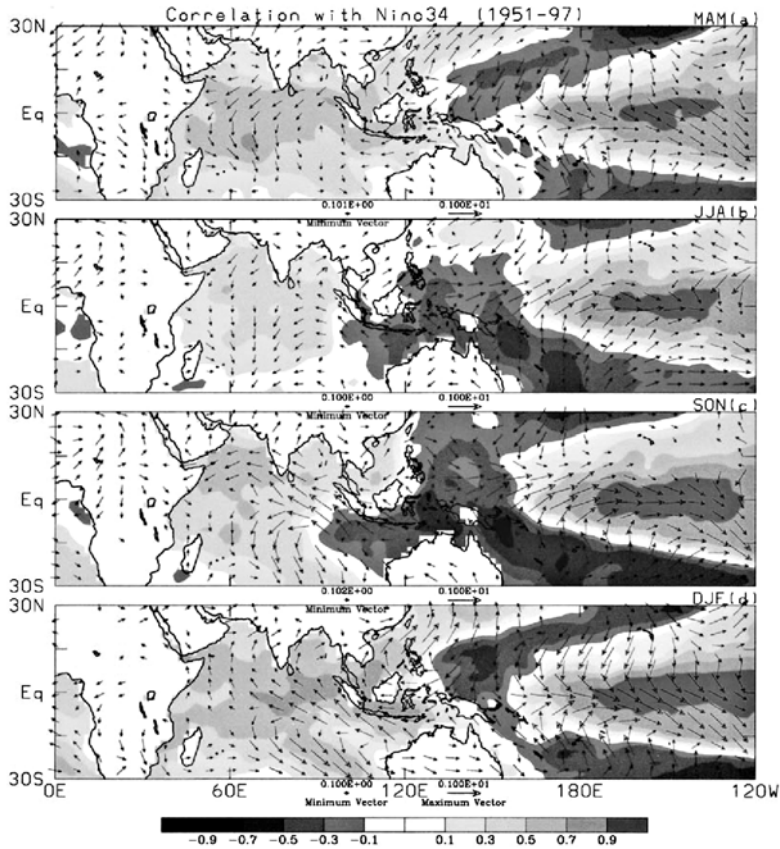 Correlation with Nino34 (1951-97)
MAM(a)
30N
Eq
30S
0.101E+00 0.100E+01
Minimum Vector
JJA(b)
30N
Eq
30S
0.100E+00 0.100E+01
Minimum Vector
SON(c)
30N
Eq
30S
0.102E+00 0.100E+01
Minimum Vector
DJF(d)
30N
Eq
30S
0E 60E 120E 180E 120W
0.100E+00 0.100E+01
Minimum Vector Maximum Vector
-0.9 -0.7 -0.5 -0.3 -0.1 0.1 0.3 0.5 0.7 0.9